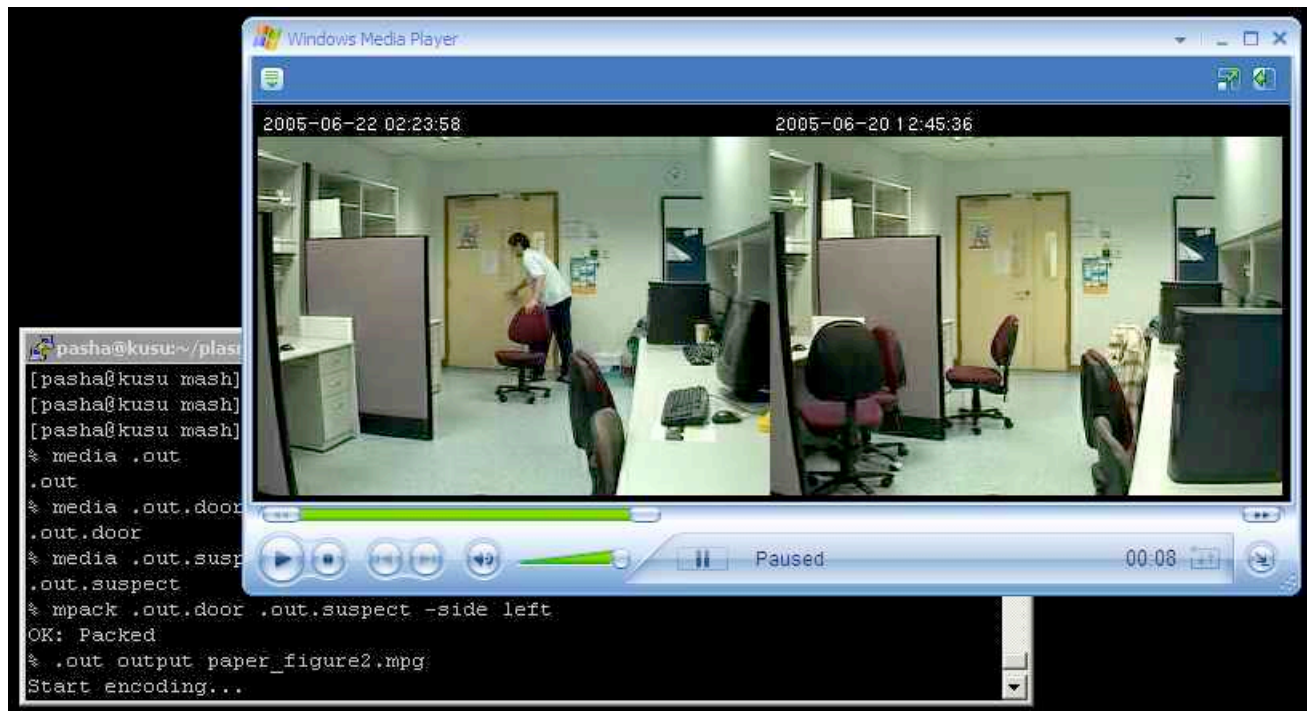 Windows Media Player
2005-06-22 02:23:58
2005-06-20 12:45:36
Paused
00:08
pasha@kusu:~/plasm
[pasha@kusu mash]
[pasha@kusu mash]
[pasha@kusu mash]
% media .out
.out
% media .out.door
.out.door
% media .out.susp
.out.suspect
% mpack .out.door .out.suspect -side left
OK: Packed
% .out output paper_figure2.mpg
Start encoding...